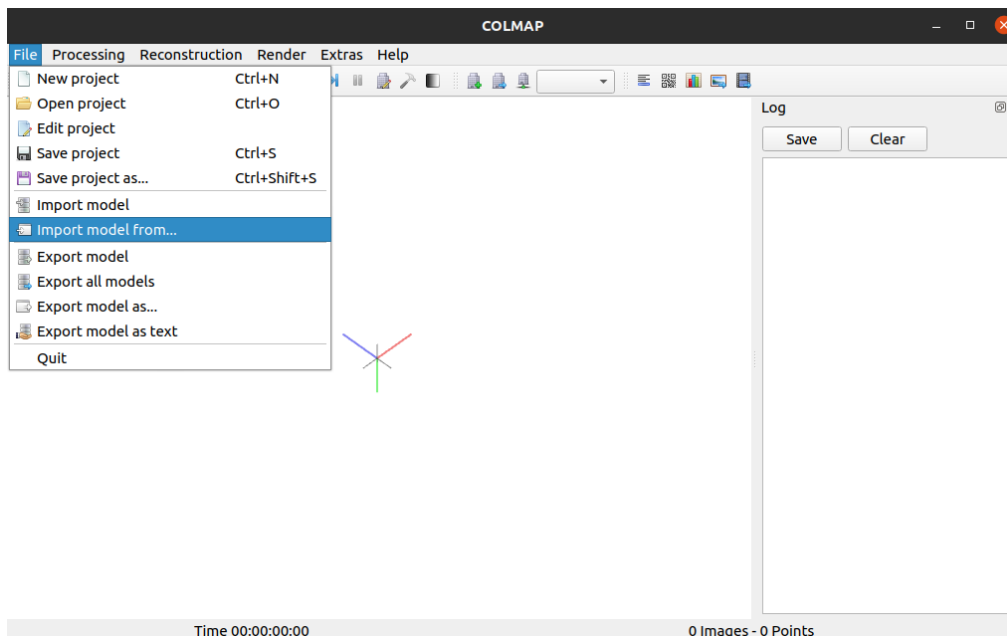 COLMAP
File Processing Reconstruction Render Extras Help
New project Ctrl+N
Open project Ctrl+O
Edit project
Save project Ctrl+S
Save project as... Ctrl+Shift+S
Import model
Import model from...
Export model
Export all models
Export model as...
Export model as text
Quit
Log
Save Clear
Time 00:00:00:00 0 Images - 0 Points